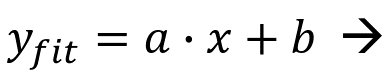 y_fit = a · x + b →